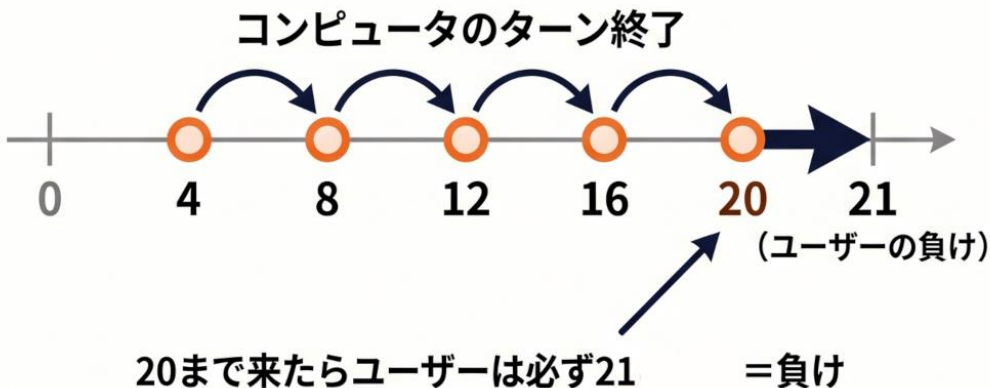 コンピュータのターン終了
0 4 8 12 16 20 21
（ユーザーの負け）
20まで来たらユーザーは必ず21 ＝負け